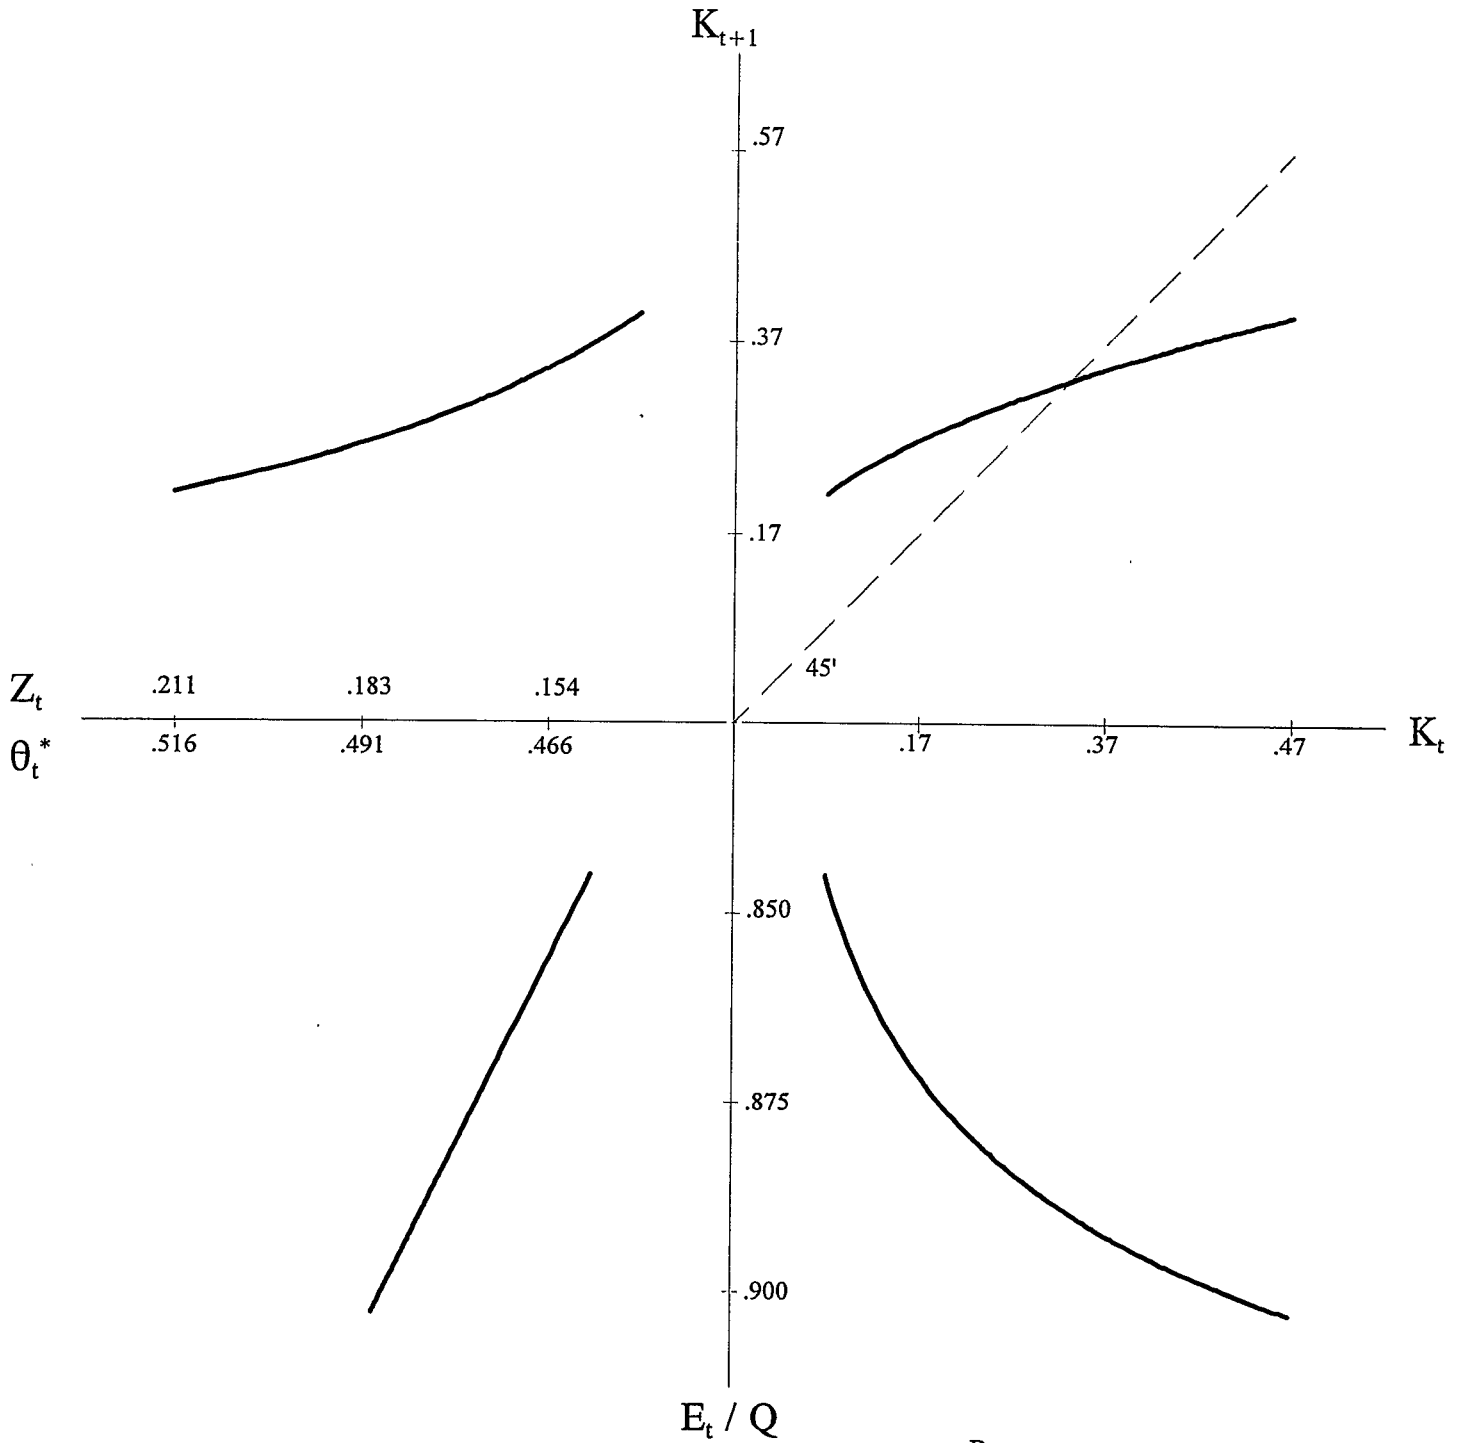 K_{t+1}
.57
.37
.17
45'
Z_t .211 .183 .154
θ_t* .516 .491 .466 .17 .37 .47 K_t
.850
.875
.900
E_t / Q